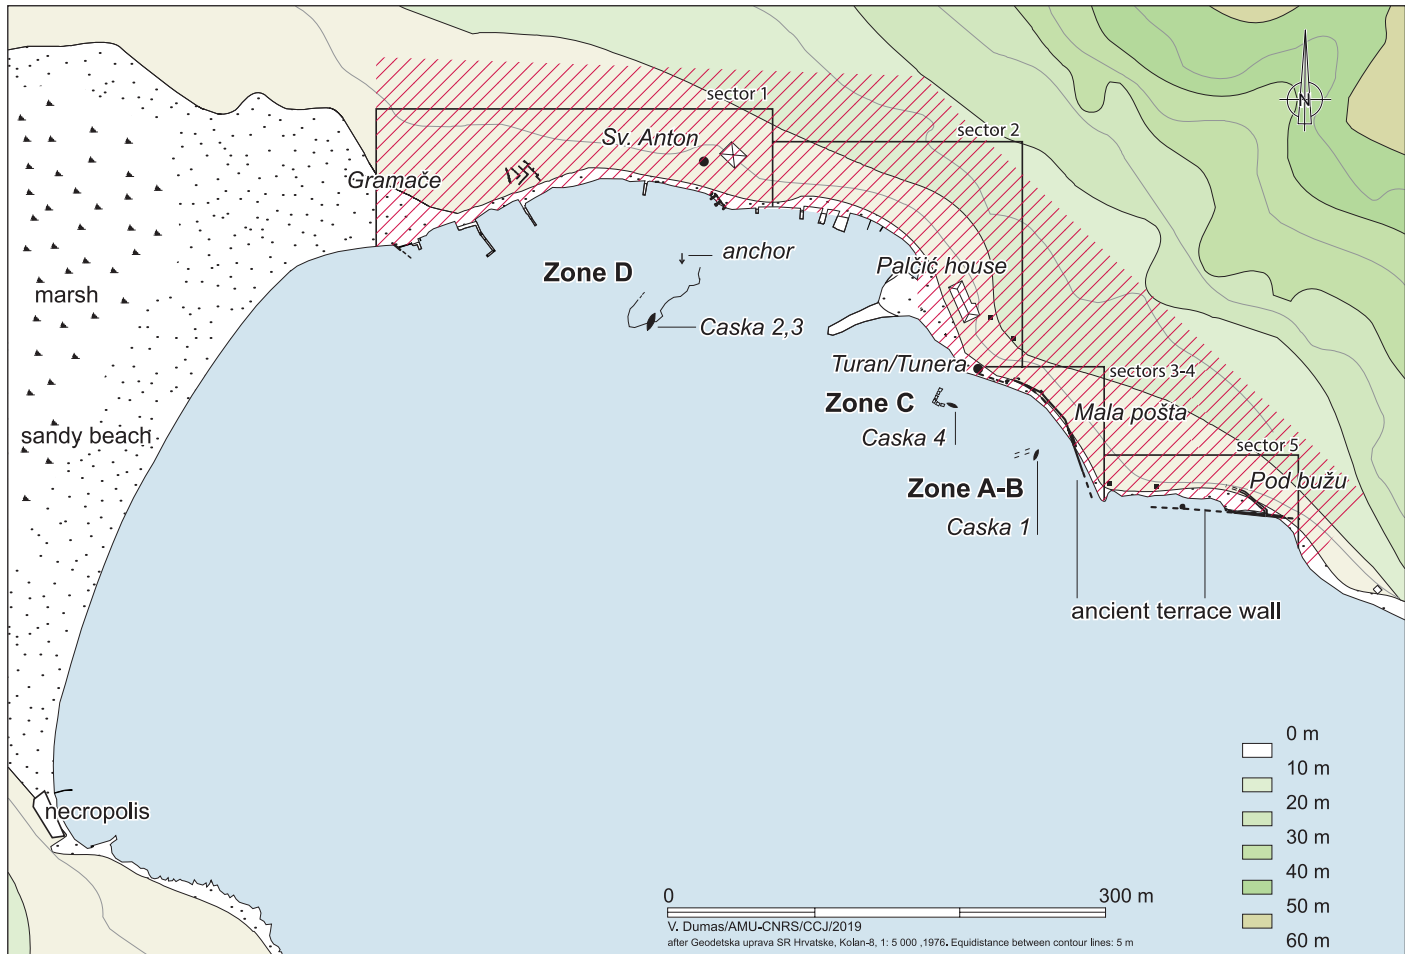 sector 1
N
sector 2
Sv. Anton
Gramače
anchor
Zone D
Palčić house
marsh
Caska 2,3
Turan/Tunera
sectors 3-4
Zone C
Mala pošta
sandy beach
Caska 4
sector 5
Zone A-B
Pod bužu
Caska 1
ancient terrace wall
necropolis
0 m
10 m
20 m
30 m
40 m
50 m
60 m
0 300 m
V. Dumas/AMU-CNRS/CCJ/2019
after Geodetska uprava SR Hrvatske, Kolan-8, 1: 5 000 ,1976. Equidistance between contour lines: 5 m